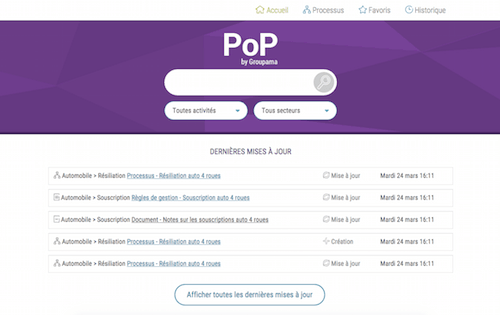 Accueil Processus Favoris Historique
PoP
by Groupama
Toutes activités Tous secteurs
DERNIÈRES MISES À JOUR
Automobile > Résiliation Processus - Résiliation auto 4 roues Mise à jour Mardi 24 mars 16:11
Automobile > Souscription Règles de gestion - Souscription auto 4 roues Mise à jour Mardi 24 mars 16:11
Automobile > Souscription Document - Notes sur les souscriptions auto 4 roues Mise à jour Mardi 24 mars 16:11
Automobile > Résiliation Processus - Résiliation auto 4 roues Création Mardi 24 mars 16:11
Automobile > Résiliation Processus - Résiliation auto 4 roues Mise à jour Mardi 24 mars 16:11
Afficher toutes les dernières mises à jour